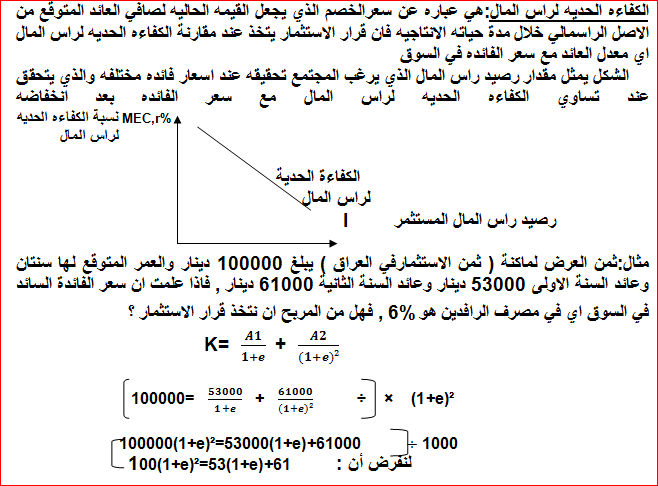 الكفاءه الحديه لراس المال:هي عباره عن سعرالخصم الذي يجعل القيمه الحاليه لصافي العائد المتوقع من
الاصل الراسمالي خلال مدة حياته الانتاجيه فان قرار الاستثمار يتخذ عند مقارنة الكفاءه الحديه لراس المال
اي معدل العائد مع سعر الفائده في السوق
الشكل يمثل مقدار رصيد راس المال الذي يرغب المجتمع تحقيقه عند اسعار فائده مختلفه والذي يتحقق
عند تساوي الكفاءه الحديه لراس المال مع سعر الفائده بعد انخفاضه
MEC,r% نسبة الكفاءه الحديه
لراس المال
الكفاءة الحدية
لراس المال
I رصيد راس المال المستثمر
مثال:ثمن العرض لماكنة ( ثمن الاستثمارفي العراق ) يبلغ 100000 دينار والعمر المتوقع لها سنتان
وعائد السنة الاولى 53000 دينار وعائد السنة الثانية 61000 دينار , فاذا علمت ان سعر الفائدة السائد
في السوق اي في مصرف الرافدين هو 6% , فهل من المربح ان نتخذ قرار الاستثمار ؟
K= A1/(1+e) + A2/(1+e)²
100000= 53000/(1+e) + 61000/(1+e)² ÷ × (1+e)²
100000(1+e)²=53000(1+e)+61000 ÷ 1000
100(1+e)²=53(1+e)+61 لنفرض أن :